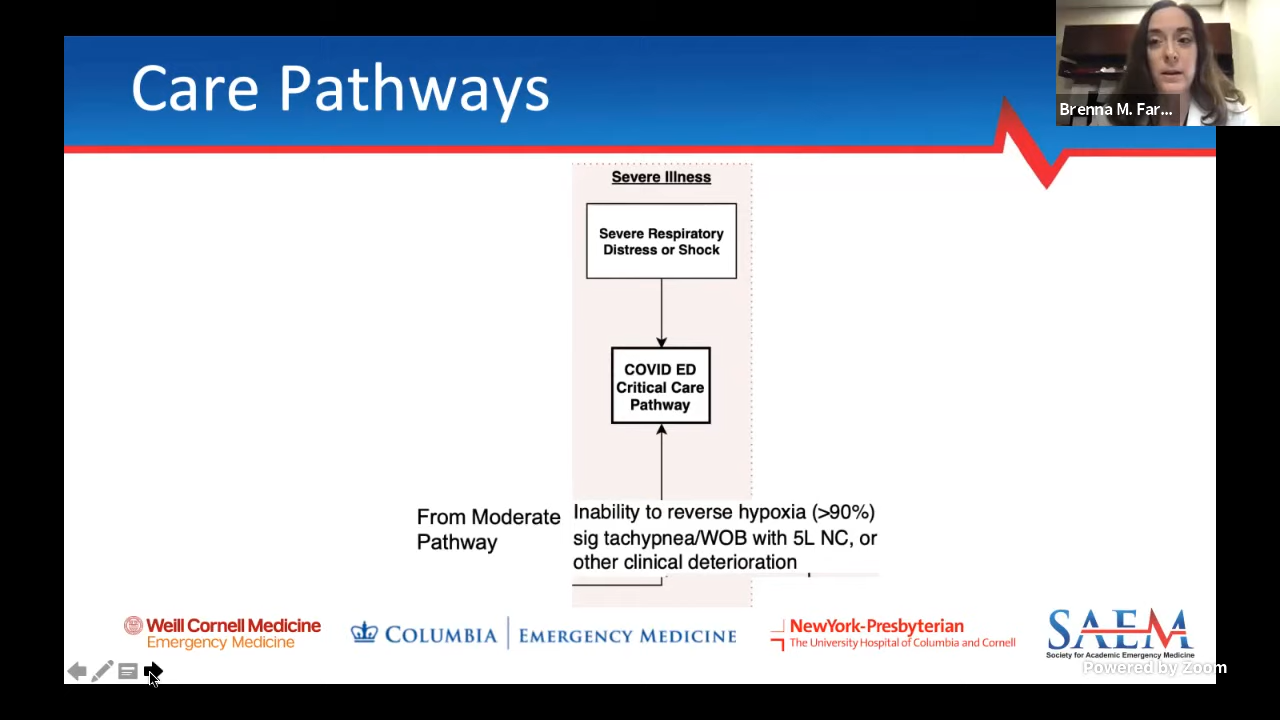 Care Pathways
Brenna M. Far...
Severe Illness
Severe Respiratory
Distress or Shock
COVID ED
Critical Care
Pathway
From Moderate
Pathway
Inability to reverse hypoxia (>90%)
sig tachypnea/WOB with 5L NC, or
other clinical deterioration
Weill Cornell Medicine
Emergency Medicine
COLUMBIA
EMERGENCY MEDICINE
NewYork-Presbyterian
The University Hospital of Columbia and Cornell
SAEM
Society for Academic Emergency Medicine
Powered by Zoom